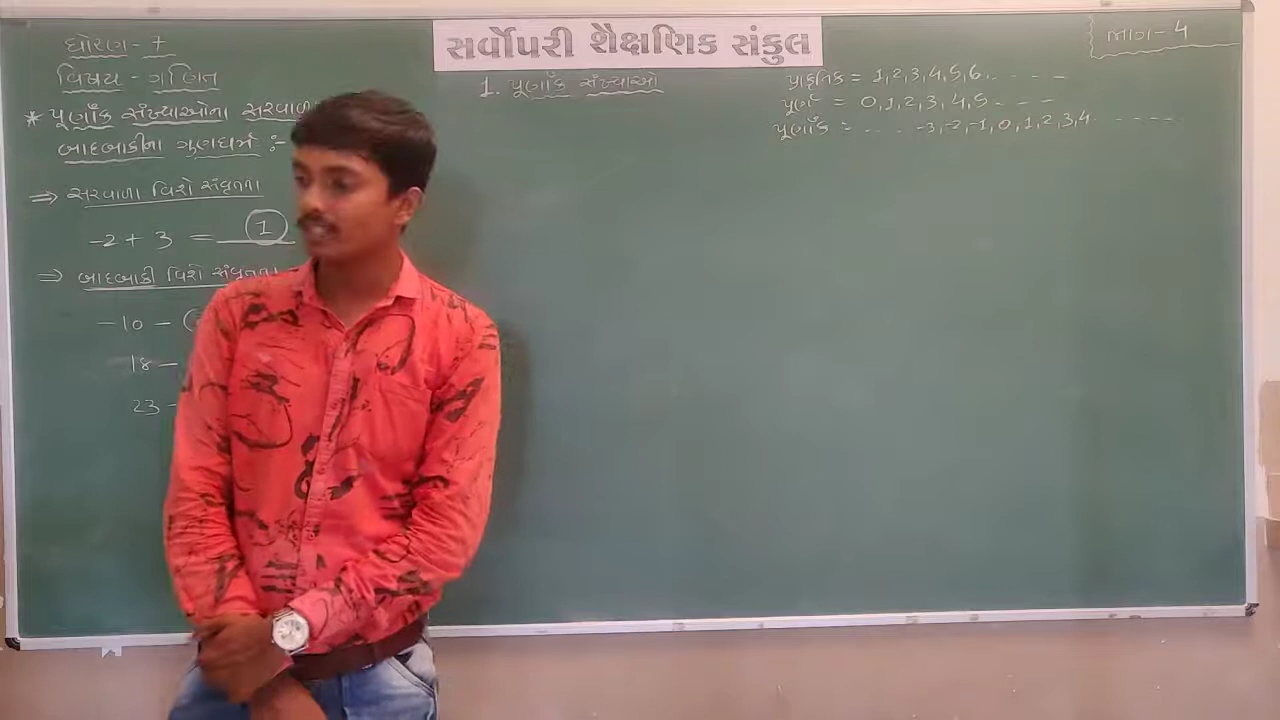 સર્વોપરી શૈક્ષણિક સંકુલ
ધોરણ - 7
વિષય - ગણિત
* પૂર્ણાંક સંખ્યાઓના સરવાળા
બાદબાકીના ગુણધર્મ :-
⇒ સરવાળા વિશે સંવૃતતા
-2 + 3 = 1
⇒ બાદબાકી વિશે સંવૃતતા
-10 - (
18 -
23 -
1. પૂર્ણાંક સંખ્યાઓ
પ્રાકૃતિક = 1,2,3,4,5,6. - - - - -
પૂર્ણ = 0,1,2,3,4,5- - - -
પૂર્ણાંક = .. . . -3,-2,-1,0,1,2,3,4. - - - - -
ભાગ - 4